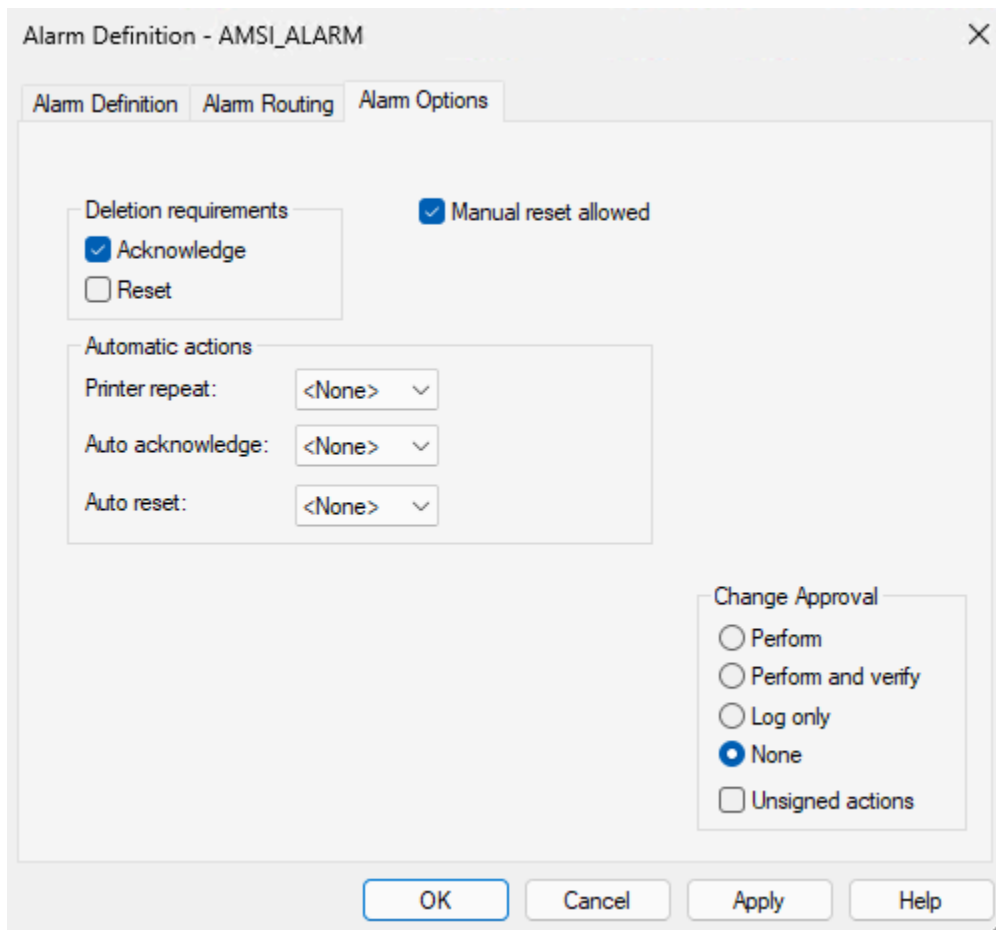 Alarm Definition - AMSI_ALARM
Alarm Definition Alarm Routing Alarm Options
Deletion requirements
Manual reset allowed
Acknowledge
Reset
Automatic actions
Printer repeat: <None>
Auto acknowledge: <None>
Auto reset: <None>
Change Approval
Perform
Perform and verify
Log only
None
Unsigned actions
OK Cancel Apply Help